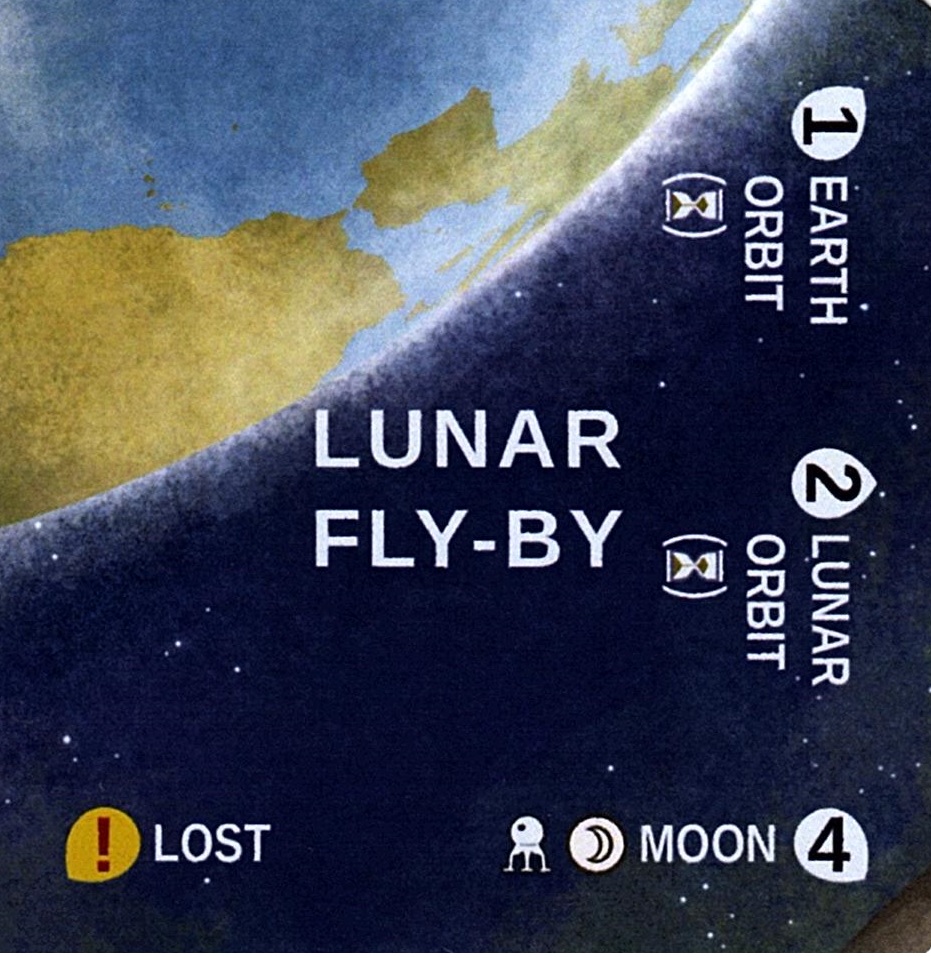 1 EARTH
ORBIT
LUNAR
FLY-BY
2 LUNAR
ORBIT
! LOST
MOON 4